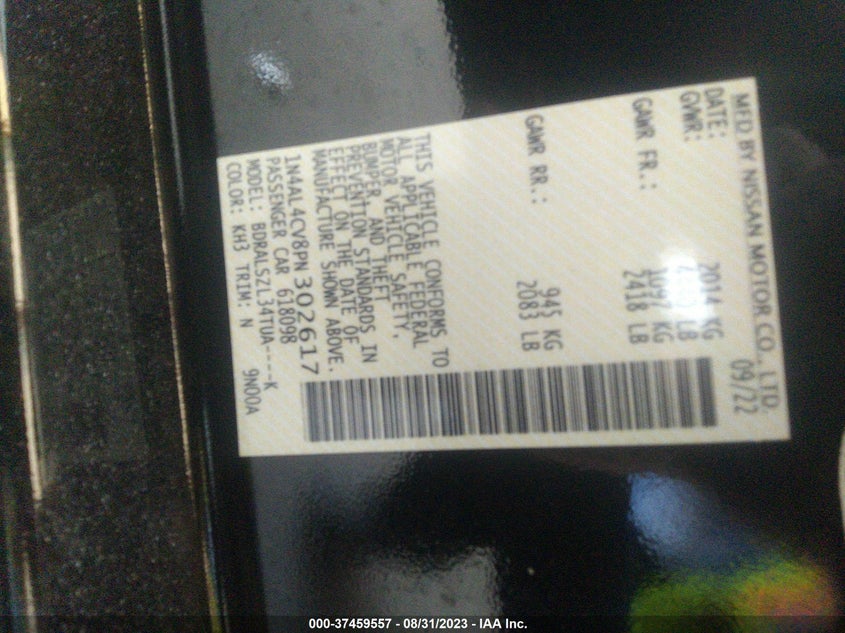 MFD BY NISSAN MOTOR CO., LTD.
DATE: 09/22
GVWR: 2014 KG
LB
GAWR FR.: 1097 KG
2418 LB
GAWR RR.: 945 KG
2083 LB
THIS VEHICLE CONFORMS TO
ALL APPLICABLE FEDERAL
MOTOR VEHICLE SAFETY,
BUMPER, AND THEFT
PREVENTION STANDARDS IN
EFFECT ON THE DATE OF
MANUFACTURE SHOWN ABOVE.
1N4AL4CV8PN302617
PASSENGER CAR 618098
MODEL: BDRALSZL34TUA----K
COLOR: KH3 TRIM: N 9N00A
000-37459557 - 08/31/2023 - IAA Inc.